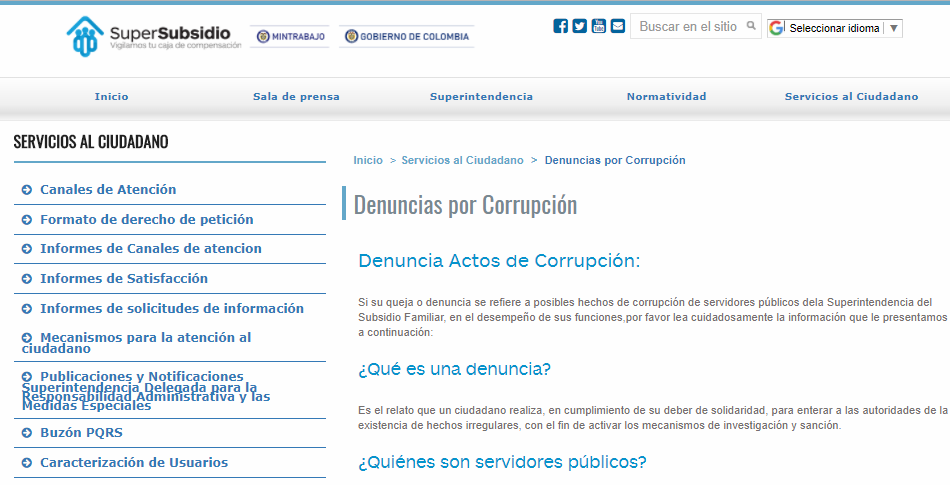 SuperSubsidio
Vigilamos tu caja de compensación
MINTRABAJO
GOBIERNO DE COLOMBIA
Buscar en el sitio
Seleccionar idioma
Inicio
Sala de prensa
Superintendencia
Normatividad
Servicios al Ciudadano
SERVICIOS AL CIUDADANO
Canales de Atención
Formato de derecho de petición
Informes de Canales de atencion
Informes de Satisfacción
Informes de solicitudes de información
Mecanismos para la atención al
ciudadano
Publicaciones y Notificaciones
Superintendencia Delegada para la
Responsabilidad Administrativa y las
Medidas Especiales
Buzón PQRS
Caracterización de Usuarios
Inicio > Servicios al Ciudadano > Denuncias por Corrupción
Denuncias por Corrupción
Denuncia Actos de Corrupción:
Si su queja o denuncia se refiere a posibles hechos de corrupción de servidores públicos dela Superintendencia del
Subsidio Familiar, en el desempeño de sus funciones,por favor lea cuidadosamente la información que le presentamos
a continuación:
¿Qué es una denuncia?
Es el relato que un ciudadano realiza, en cumplimiento de su deber de solidaridad, para enterar a las autoridades de la
existencia de hechos irregulares, con el fin de activar los mecanismos de investigación y sanción.
¿Quiénes son servidores públicos?